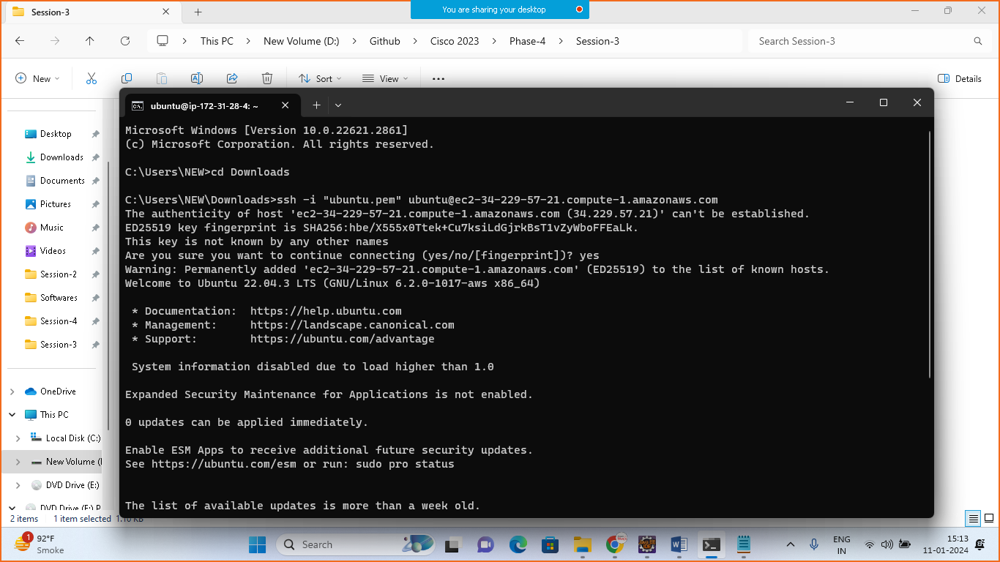 Session-3
You are sharing your desktop
This PC
New Volume (D:)
Github
Cisco 2023
Phase-4
Session-3
Search Session-3
New
Sort
View
Details
Desktop
Downloads
Documents
Pictures
Music
Videos
Session-2
Softwares
Session-4
Session-3
OneDrive
This PC
Local Disk (C:)
New Volume (
DVD Drive (E:)
DVD Drive (F:) P
2 items 1 item selected 1.10 KB
ubuntu@ip-172-31-28-4: ~
Microsoft Windows [Version 10.0.22621.2861]
(c) Microsoft Corporation. All rights reserved.
C:\Users\NEW>cd Downloads
C:\Users\NEW\Downloads>ssh -i "ubuntu.pem" ubuntu@ec2-34-229-57-21.compute-1.amazonaws.com
The authenticity of host 'ec2-34-229-57-21.compute-1.amazonaws.com (34.229.57.21)' can't be established.
ED25519 key fingerprint is SHA256:hbe/X555x0Ttek+Cu7ksiLdGjrkBsT1vZyWboFFEaLk.
This key is not known by any other names
Are you sure you want to continue connecting (yes/no/[fingerprint])? yes
Warning: Permanently added 'ec2-34-229-57-21.compute-1.amazonaws.com' (ED25519) to the list of known hosts.
Welcome to Ubuntu 22.04.3 LTS (GNU/Linux 6.2.0-1017-aws x86_64)
* Documentation: https://help.ubuntu.com
* Management: https://landscape.canonical.com
* Support: https://ubuntu.com/advantage
System information disabled due to load higher than 1.0
Expanded Security Maintenance for Applications is not enabled.
0 updates can be applied immediately.
Enable ESM Apps to receive additional future security updates.
See https://ubuntu.com/esm or run: sudo pro status
The list of available updates is more than a week old.
1
92°F
Smoke
Search
ENG
IN
15:13
11-01-2024